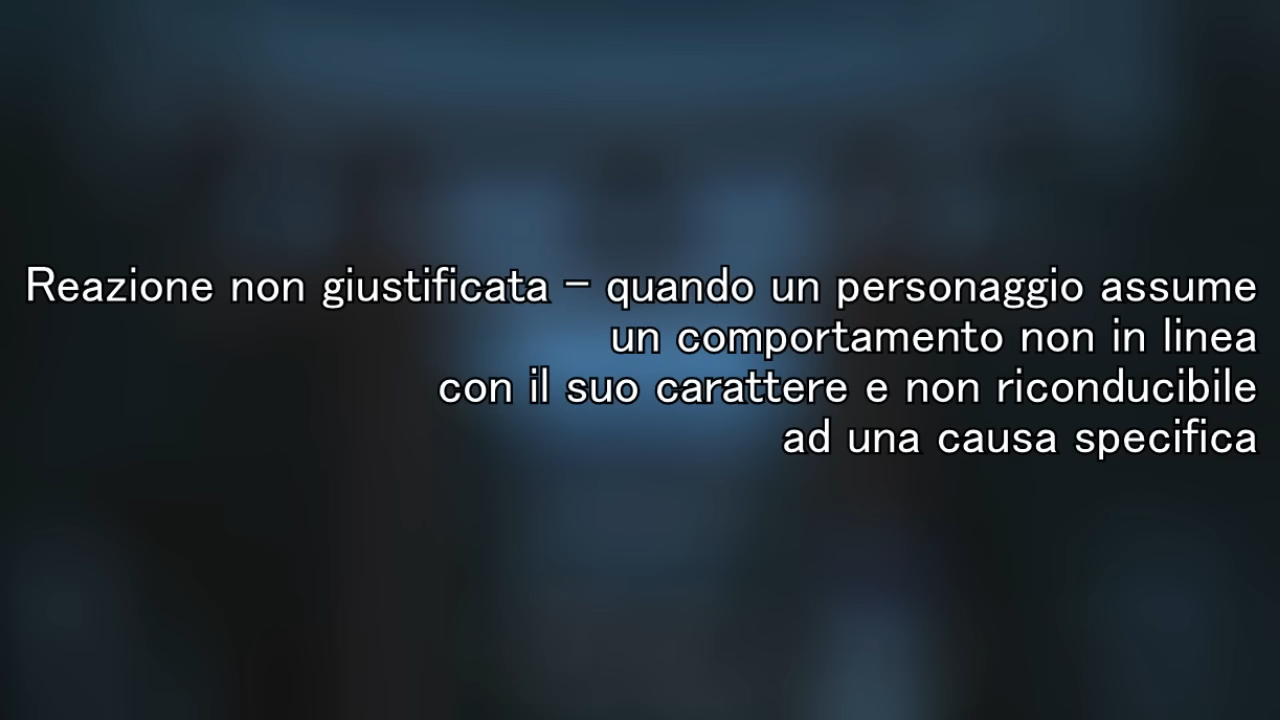 Reazione non giustificata – quando un personaggio assume
un comportamento non in linea
con il suo carattere e non riconducibile
ad una causa specifica